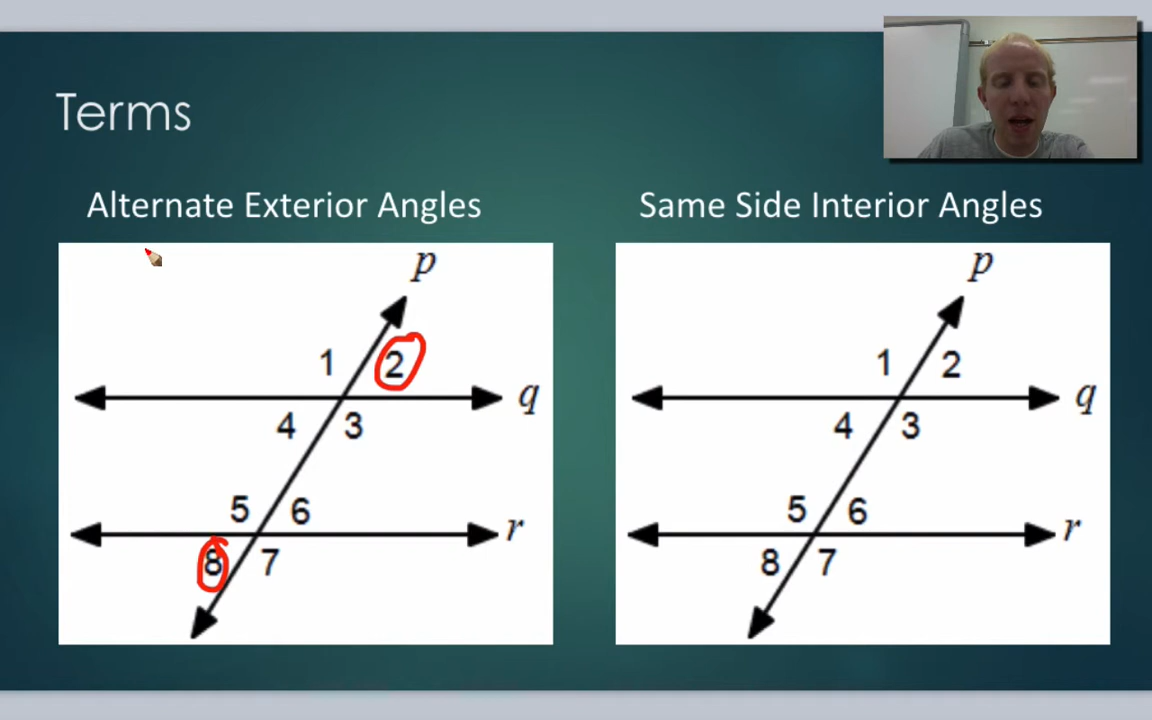 Terms
Alternate Exterior Angles
p
1 2
q
4 3
5 6
r
8 7
Same Side Interior Angles
p
1 2
q
4 3
5 6
r
8 7